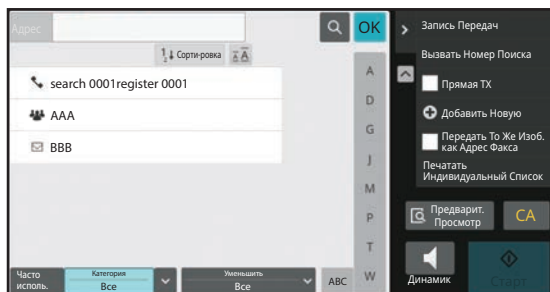 Адрес
OK
1 2 Сорти-ровка
search 0001register 0001
AAA
BBB
A
D
G
J
M
P
T
W
Часто
исполь.
Категория
Все
Уменьшить
Все
ABC
Запись Передач
Вызвать Номер Поиска
Прямая TX
Добавить Новую
Передать То Же Изоб.
как Адрес Факса
Печатать
Индивидуальный Список
Предварит.
Просмотр
CA
Динамик
Старт